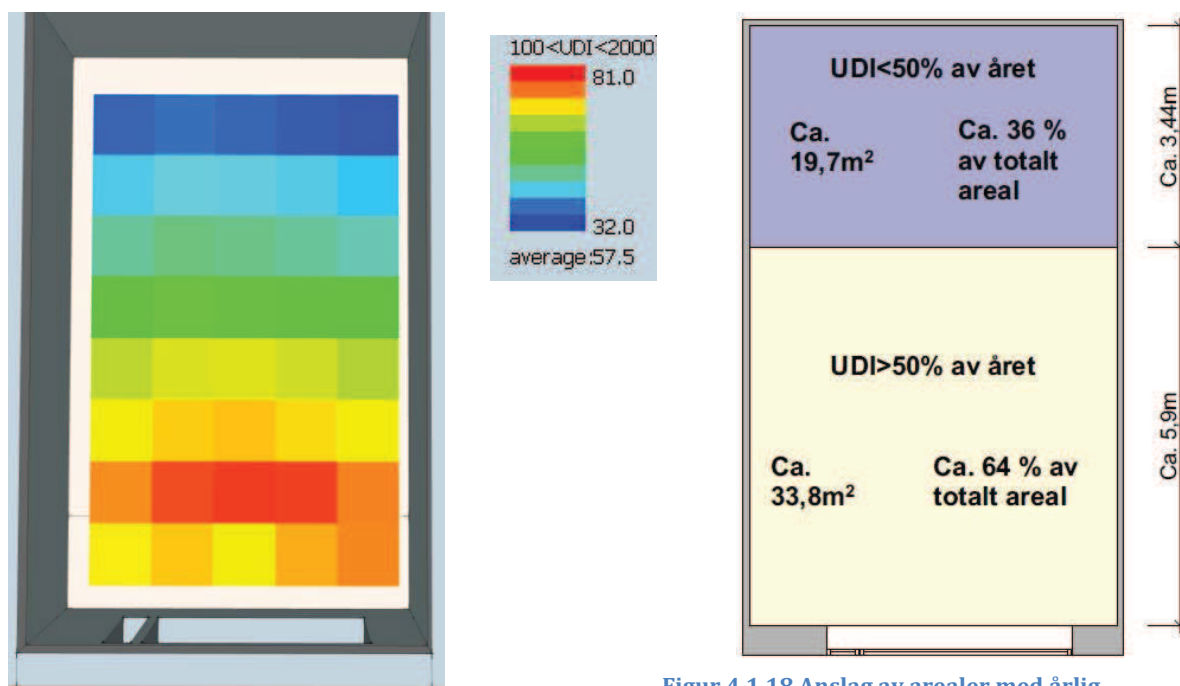 100<UDI<2000
81.0
32.0
average:57.5
UDI<50% av året
Ca.
19,7m²
Ca. 36 %
av totalt
areal
Ca. 3,44m
UDI>50% av året
Ca.
33,8m²
Ca. 64 % av
totalt areal
Ca. 5,9m
Figur 4.1.18 Anslag av arealer med årlig